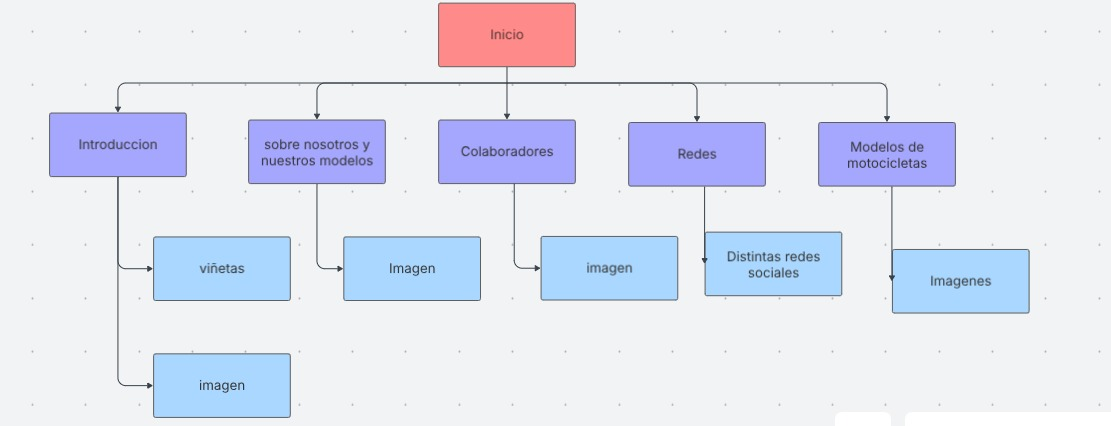 Inicio
Introduccion
sobre nosotros y
nuestros modelos
Colaboradores
Redes
Modelos de
motocicletas
viñetas
Imagen
imagen
Distintas redes
sociales
Imagenes
imagen